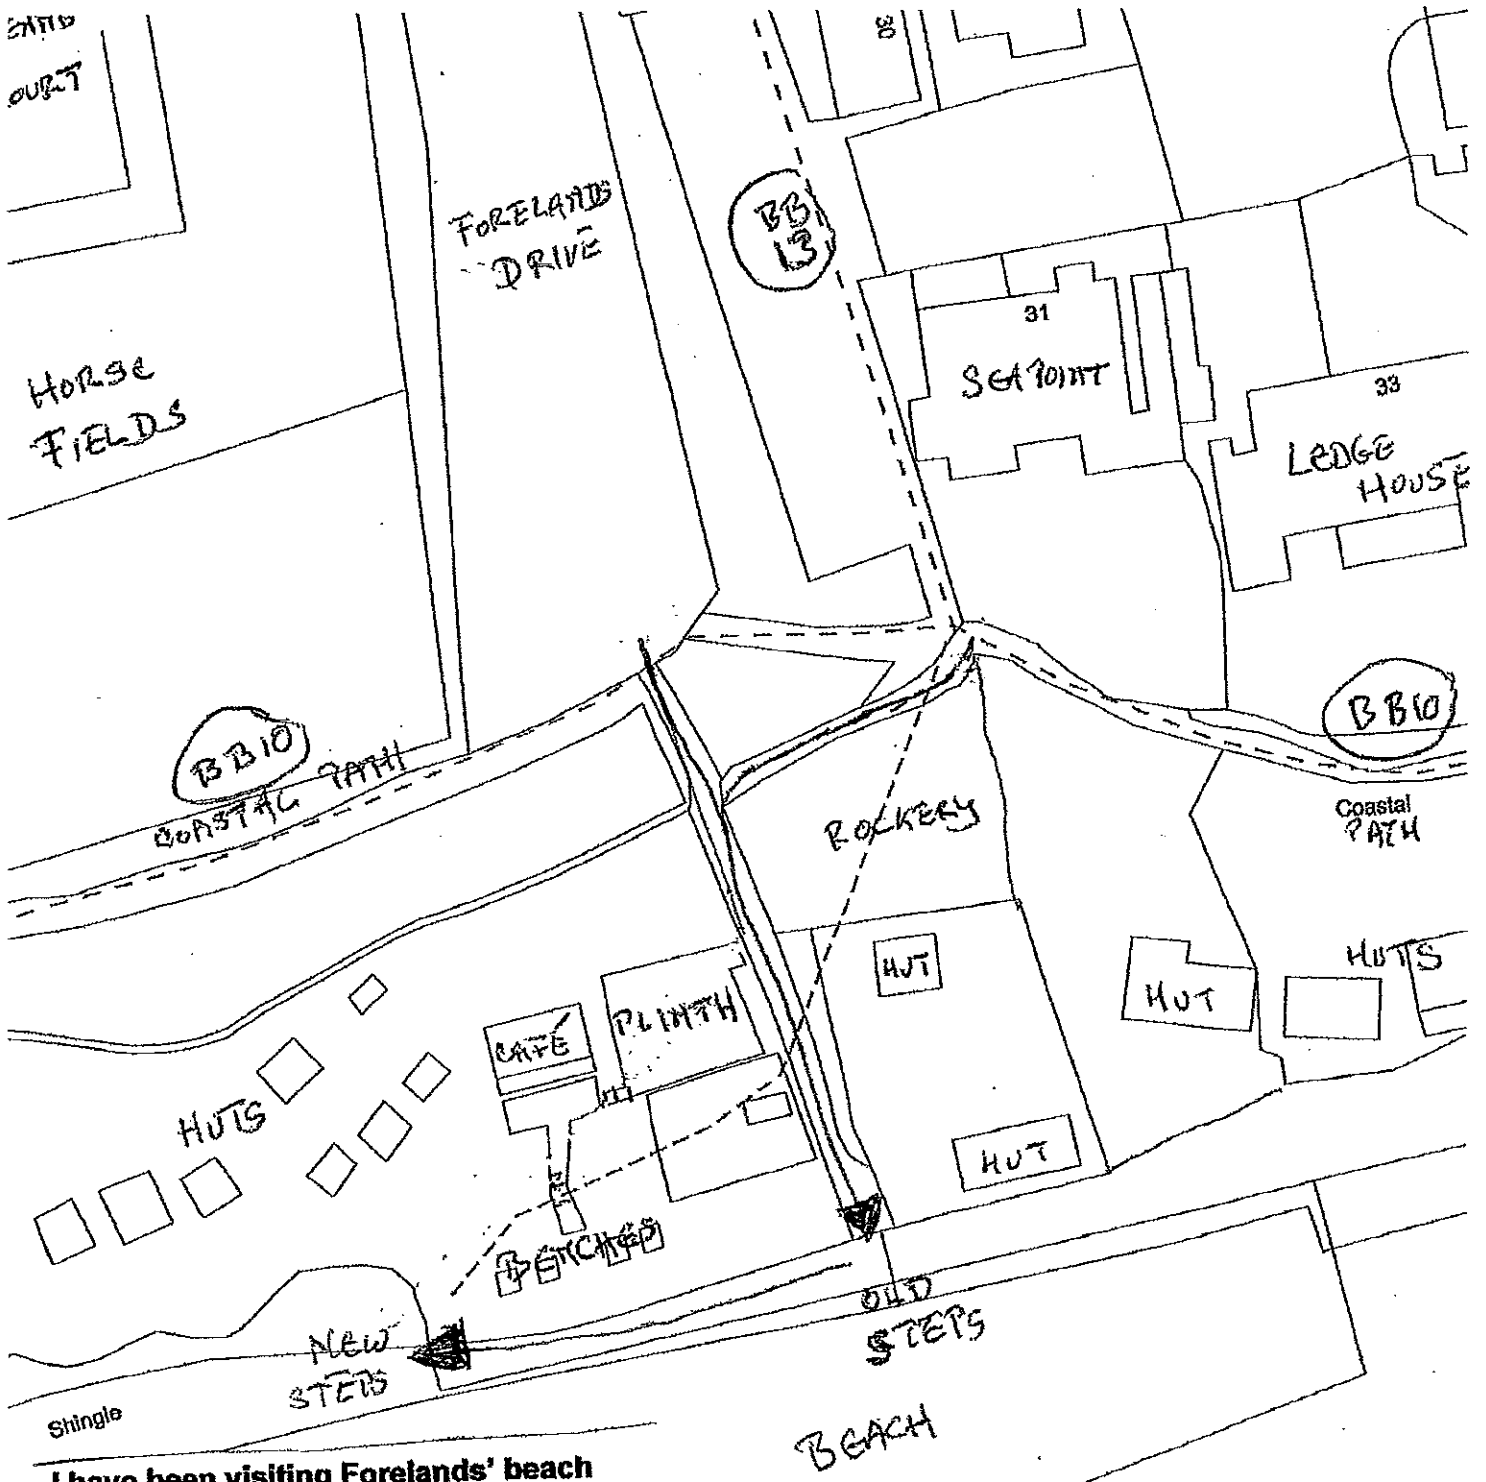 OURT
30
FORELANDS
DRIVE
BB
13
HORSE
FIELDS
31
SEAPOINT
33
LEDGE
HOUSE
BB10
COASTAL PATH
BB10
Coastal
PATH
ROCKERY
HUT
HUT
HUTS
CAFÉ
PLINTH
HUTS
HUT
BENCHES
NEW
STEPS
OLD
STEPS
Shingle
BEACH
I have been visiting Forelands' beach